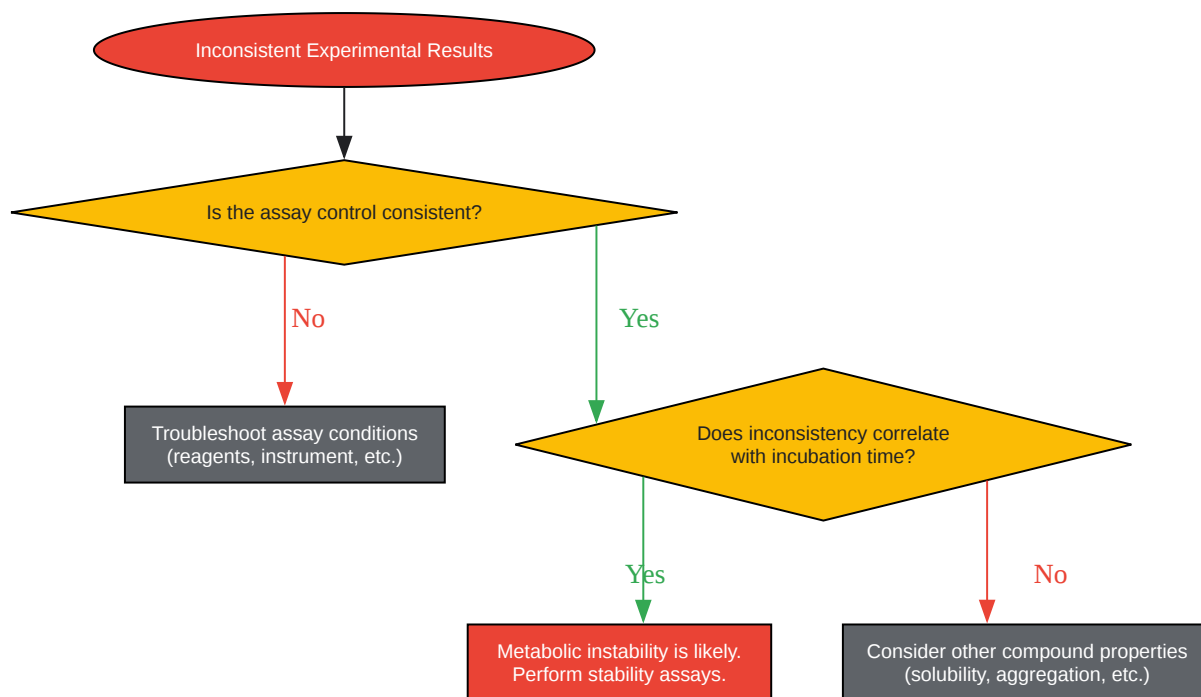 Inconsistent Experimental Results
Is the assay control consistent?
No
Yes
Troubleshoot assay conditions
(reagents, instrument, etc.)
Does inconsistency correlate
with incubation time?
Yes
No
Metabolic instability is likely.
Perform stability assays.
Consider other compound properties
(solubility, aggregation, etc.)